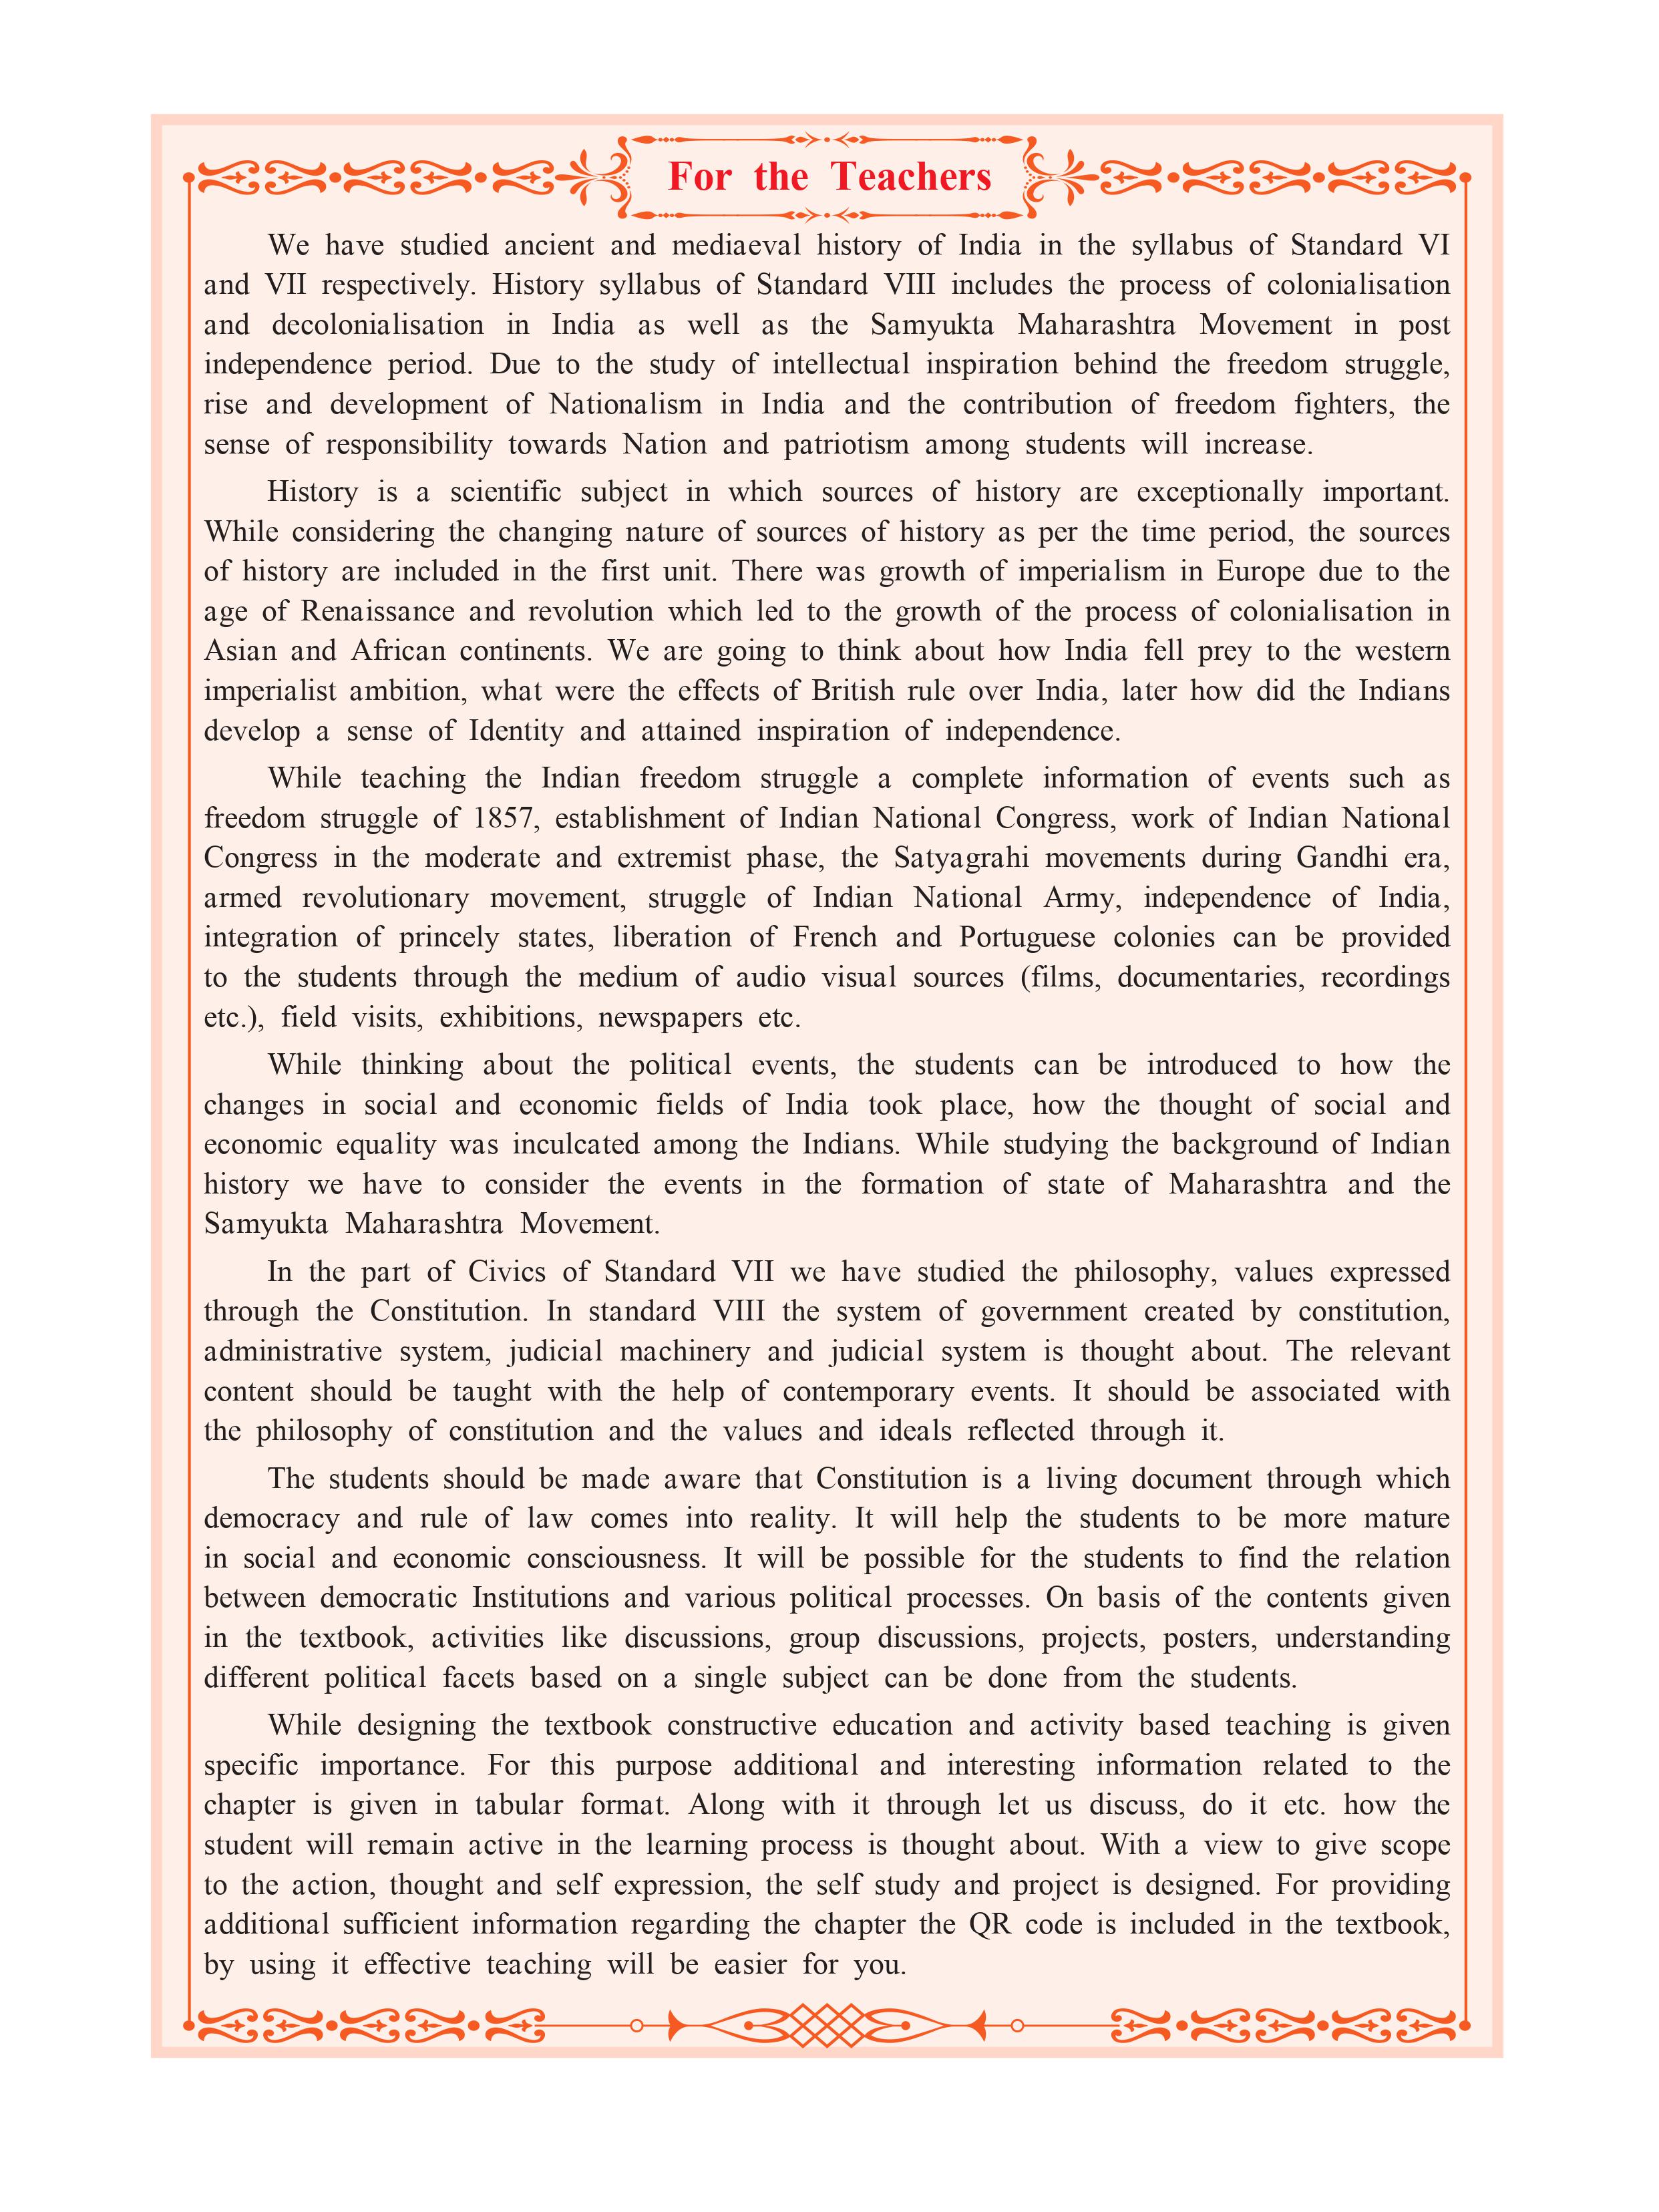 For the Teachers
We have studied ancient and mediaeval history of India in the syllabus of Standard VI
and VII respectively. History syllabus of Standard VIII includes the process of colonialisation
and decolonialisation in India as well as the Samyukta Maharashtra Movement in post
independence period. Due to the study of intellectual inspiration behind the freedom struggle,
rise and development of Nationalism in India and the contribution of freedom fighters, the
sense of responsibility towards Nation and patriotism among students will increase.
History is a scientific subject in which sources of history are exceptionally important.
While considering the changing nature of sources of history as per the time period, the sources
of history are included in the first unit. There was growth of imperialism in Europe due to the
age of Renaissance and revolution which led to the growth of the process of colonialisation in
Asian and African continents. We are going to think about how India fell prey to the western
imperialist ambition, what were the effects of British rule over India, later how did the Indians
develop a sense of Identity and attained inspiration of independence.
While teaching the Indian freedom struggle a complete information of events such as
freedom struggle of 1857, establishment of Indian National Congress, work of Indian National
Congress in the moderate and extremist phase, the Satyagrahi movements during Gandhi era,
armed revolutionary movement, struggle of Indian National Army, independence of India,
integration of princely states, liberation of French and Portuguese colonies can be provided
to the students through the medium of audio visual sources (films, documentaries, recordings
etc.), field visits, exhibitions, newspapers etc.
While thinking about the political events, the students can be introduced to how the
changes in social and economic fields of India took place, how the thought of social and
economic equality was inculcated among the Indians. While studying the background of Indian
history we have to consider the events in the formation of state of Maharashtra and the
Samyukta Maharashtra Movement.
In the part of Civics of Standard VII we have studied the philosophy, values expressed
through the Constitution. In standard VIII the system of government created by constitution,
administrative system, judicial machinery and judicial system is thought about. The relevant
content should be taught with the help of contemporary events. It should be associated with
the philosophy of constitution and the values and ideals reflected through it.
The students should be made aware that Constitution is a living document through which
democracy and rule of law comes into reality. It will help the students to be more mature
in social and economic consciousness. It will be possible for the students to find the relation
between democratic Institutions and various political processes. On basis of the contents given
in the textbook, activities like discussions, group discussions, projects, posters, understanding
different political facets based on a single subject can be done from the students.
While designing the textbook constructive education and activity based teaching is given
specific importance. For this purpose additional and interesting information related to the
chapter is given in tabular format. Along with it through let us discuss, do it etc. how the
student will remain active in the learning process is thought about. With a view to give scope
to the action, thought and self expression, the self study and project is designed. For providing
additional sufficient information regarding the chapter the QR code is included in the textbook,
by using it effective teaching will be easier for you.